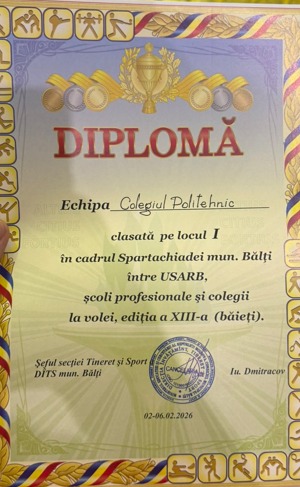 DIPLOMĂ
Echipa Colegiul Politehnic
clasată pe locul I
în cadrul Spartachiadei mun. Bălți
între USARB,
școli profesionale și colegii
la volei, ediția a XIII-a (băieți).
Șeful secției Tineret și Sport
DÎTS mun. Bălți
Iu. Dmitracov
02-06.02.2026